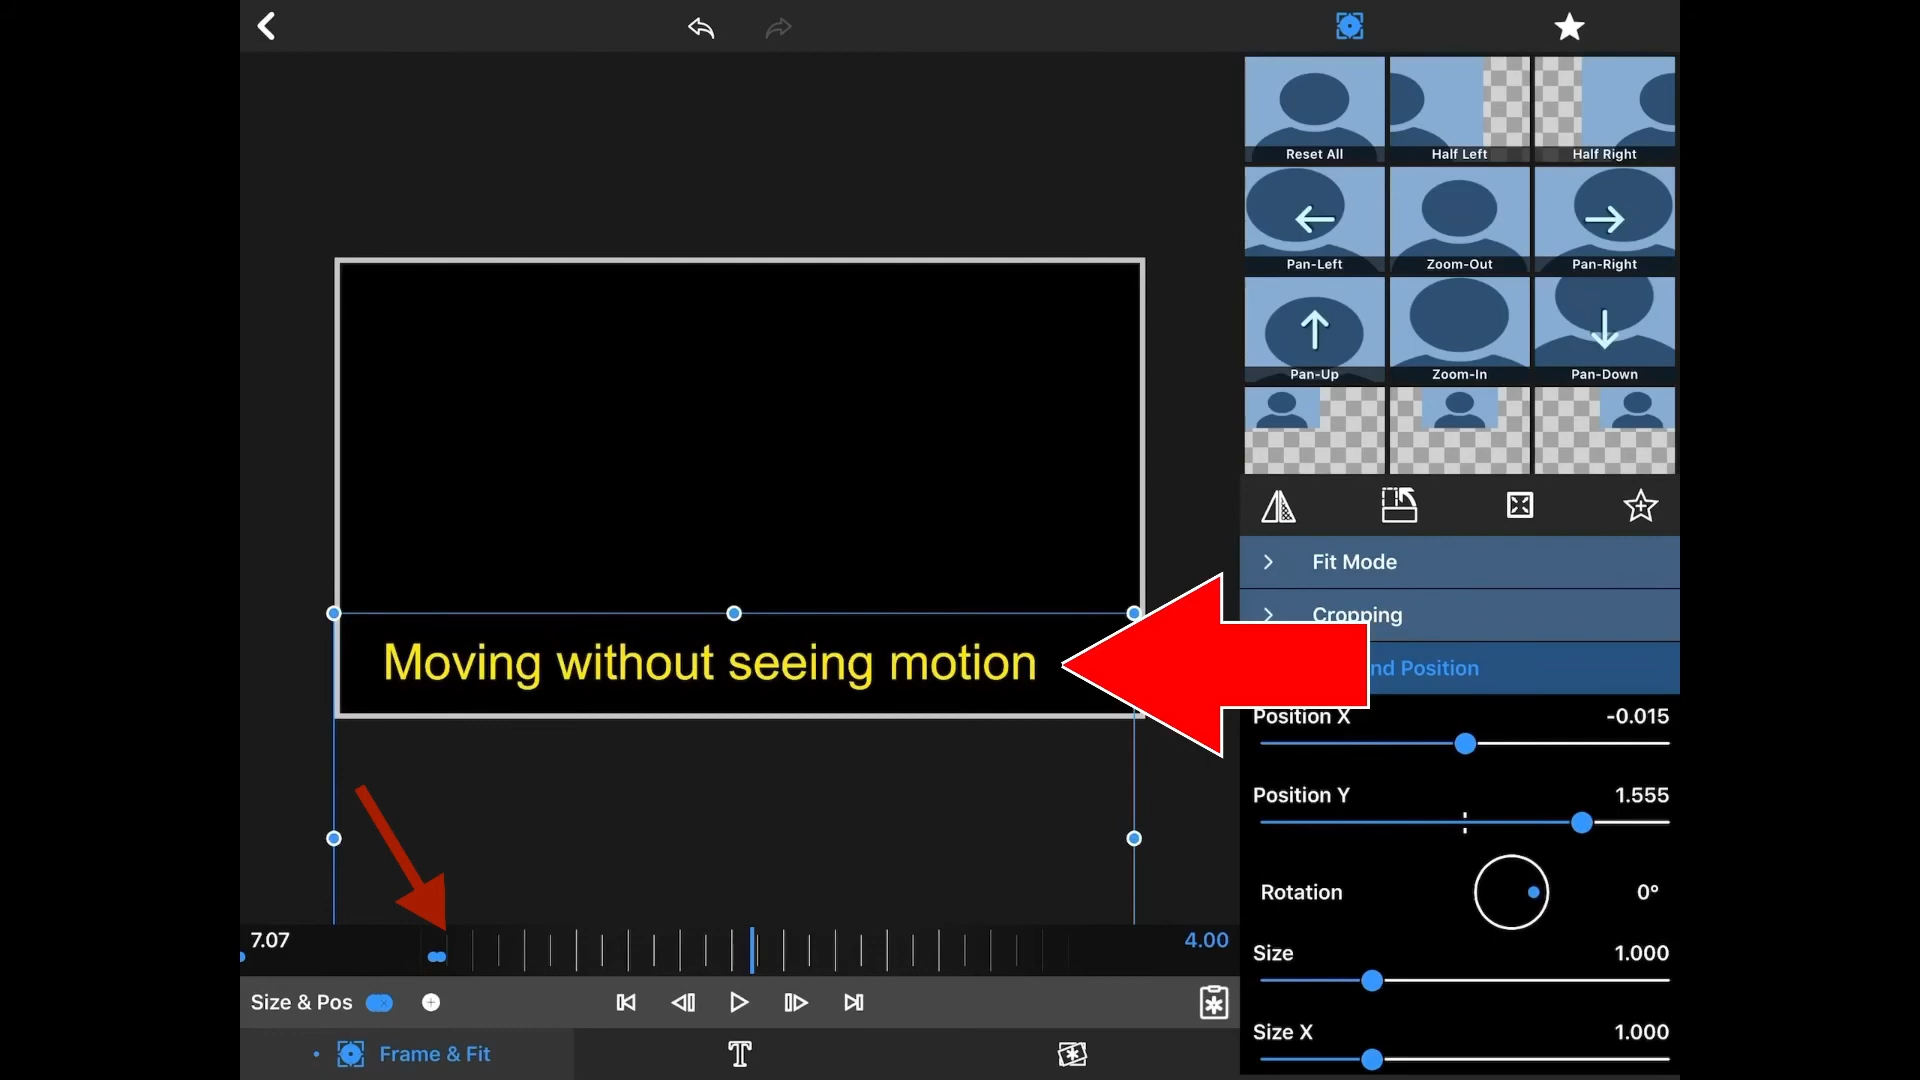 Reset All
Half Left
Half Right
Pan-Left
Zoom-Out
Pan-Right
Pan-Up
Zoom-In
Pan-Down
Fit Mode
Cropping
Moving without seeing motion
nd Position
Position X
-0.015
Position Y
1.555
Rotation
0°
7.07
4.00
Size
1.000
Size & Pos
Size X
1.000
Frame & Fit